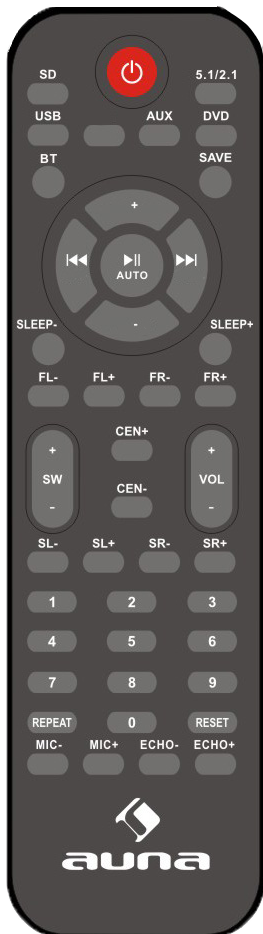 SD 5.1/2.1
USB AUX DVD
BT SAVE
+
AUTO
-
SLEEP- SLEEP+
FL- FL+ FR- FR+
CEN+
+ +
SW VOL
CEN-
- -
SL- SL+ SR- SR+
1 2 3
4 5 6
7 8 9
REPEAT 0 RESET
MIC- MIC+ ECHO- ECHO+
auna